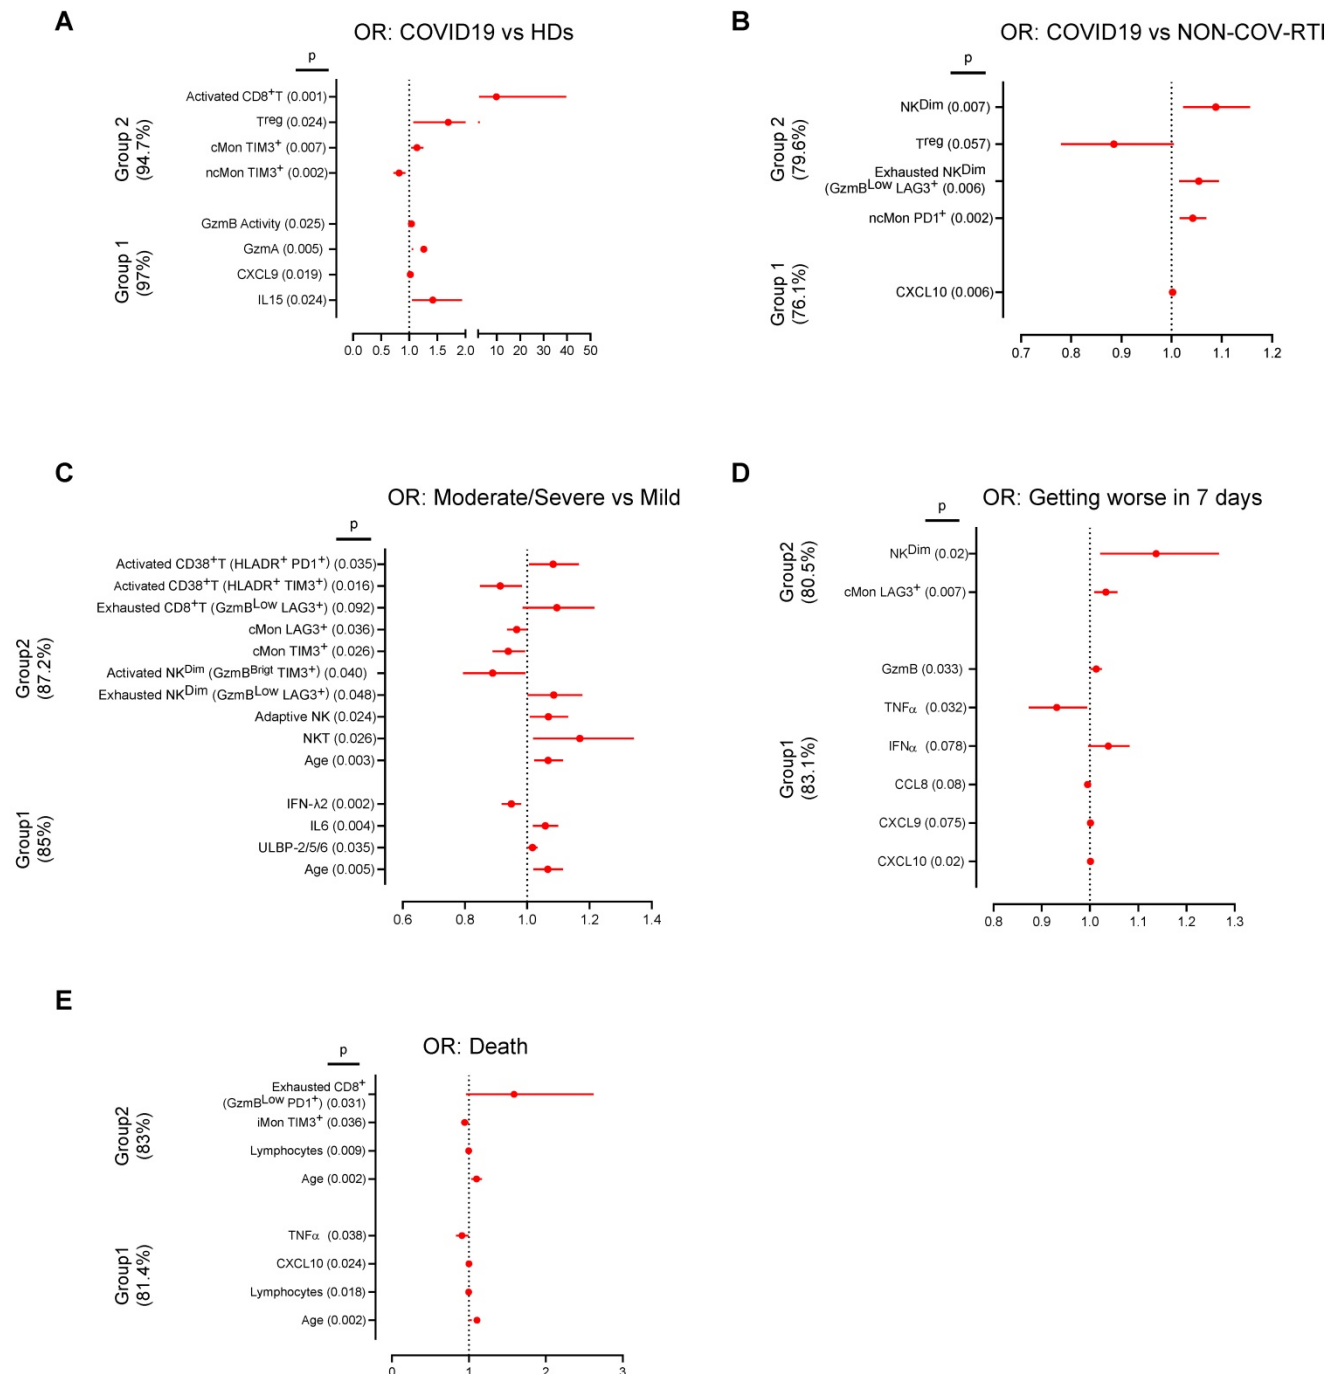 A
OR: COVID19 vs HDs
p
Group 2
(94.7%)
Activated CD8+T (0.001)
Treg (0.024)
cMon TIM3+ (0.007)
ncMon TIM3+ (0.002)
Group 1
(97%)
GzmB Activity (0.025)
GzmA (0.005)
CXCL9 (0.019)
IL15 (0.024)
0.0 0.5 1.0 1.5 2.0 10 20 30 40 50
B
OR: COVID19 vs NON-COV-RTI
p
Group 2
(79.6%)
NKDim (0.007)
Treg (0.057)
Exhausted NKDim
(GzmBLow LAG3+ (0.006)
ncMon PD1+ (0.002)
Group 1
(76.1%)
CXCL10 (0.006)
0.7 0.8 0.9 1.0 1.1 1.2
C
OR: Moderate/Severe vs Mild
p
Group2
(87.2%)
Activated CD38+T (HLADR+ PD1+) (0.035)
Activated CD38+T (HLADR+ TIM3+) (0.016)
Exhausted CD8+T (GzmBLow LAG3+) (0.092)
cMon LAG3+ (0.036)
cMon TIM3+ (0.026)
Activated NKDim (GzmBBrigt TIM3+) (0.040)
Exhausted NKDim (GzmBLow LAG3+) (0.048)
Adaptive NK (0.024)
NKT (0.026)
Age (0.003)
Group1
(85%)
IFN-λ2 (0.002)
IL6 (0.004)
ULBP-2/5/6 (0.035)
Age (0.005)
0.6 0.8 1.0 1.2 1.4
D
OR: Getting worse in 7 days
p
Group2
(80.5%)
NKDim (0.02)
cMon LAG3+ (0.007)
Group1
(83.1%)
GzmB (0.033)
TNFα (0.032)
IFNα (0.078)
CCL8 (0.08)
CXCL9 (0.075)
CXCL10 (0.02)
0.8 0.9 1.0 1.1 1.2 1.3
E
OR: Death
p
Group2
(83%)
Exhausted CD8+
(GzmBLow PD1+) (0.031)
iMon TIM3+ (0.036)
Lymphocytes (0.009)
Age (0.002)
Group1
(81.4%)
TNFα (0.038)
CXCL10 (0.024)
Lymphocytes (0.018)
Age (0.002)
0 1 2 3